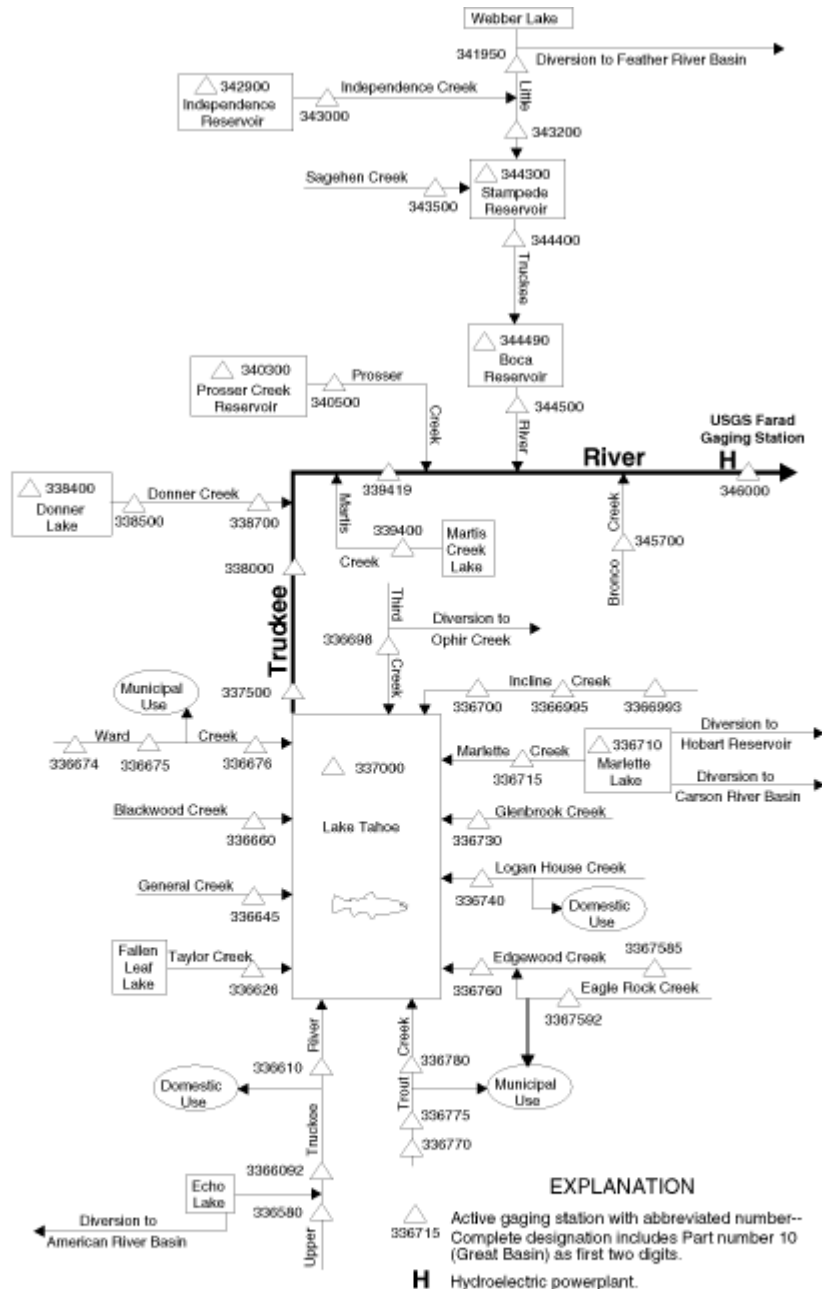 Webber Lake
341950
Diversion to Feather River Basin
342900
Independence
Reservoir
Independence Creek
343000
Little
343200
Sagehen Creek
343500
344300
Stampede
Reservoir
344400
Truckee
344490
Boca
Reservoir
340300
Prosser Creek
Reservoir
Prosser
340500
Creek
344500
River
USGS Farad
Gaging Station
River
H
346000
338400
Donner
Lake
Donner Creek
338500
338700
339419
Martis
Creek
339400
Martis
Creek
Lake
Creek
345700
Bronco
338000
Truckee
Third
336698
Diversion to
Ophir Creek
Creek
337500
Municipal
Use
Incline Creek
336700
3366995
3366993
Ward Creek
336674
336675
336676
337000
Lake Tahoe
Marlette Creek
336715
336710
Marlette
Lake
Diversion to
Hobart Reservoir
Diversion to
Carson River Basin
Blackwood Creek
336660
Glenbrook Creek
336730
General Creek
336645
Logan House Creek
336740
Domestic
Use
Fallen
Leaf
Lake
Taylor Creek
336626
Edgewood Creek
3367585
336760
Eagle Rock Creek
3367592
River
336610
Domestic
Use
Truckee
Creek
336780
Trout
336775
336770
Municipal
Use
3366092
Echo
Lake
336580
Diversion to
American River Basin
Upper
EXPLANATION
336715
Active gaging station with abbreviated number--
Complete designation includes Part number 10
(Great Basin) as first two digits.
H Hydroelectric powerplant.